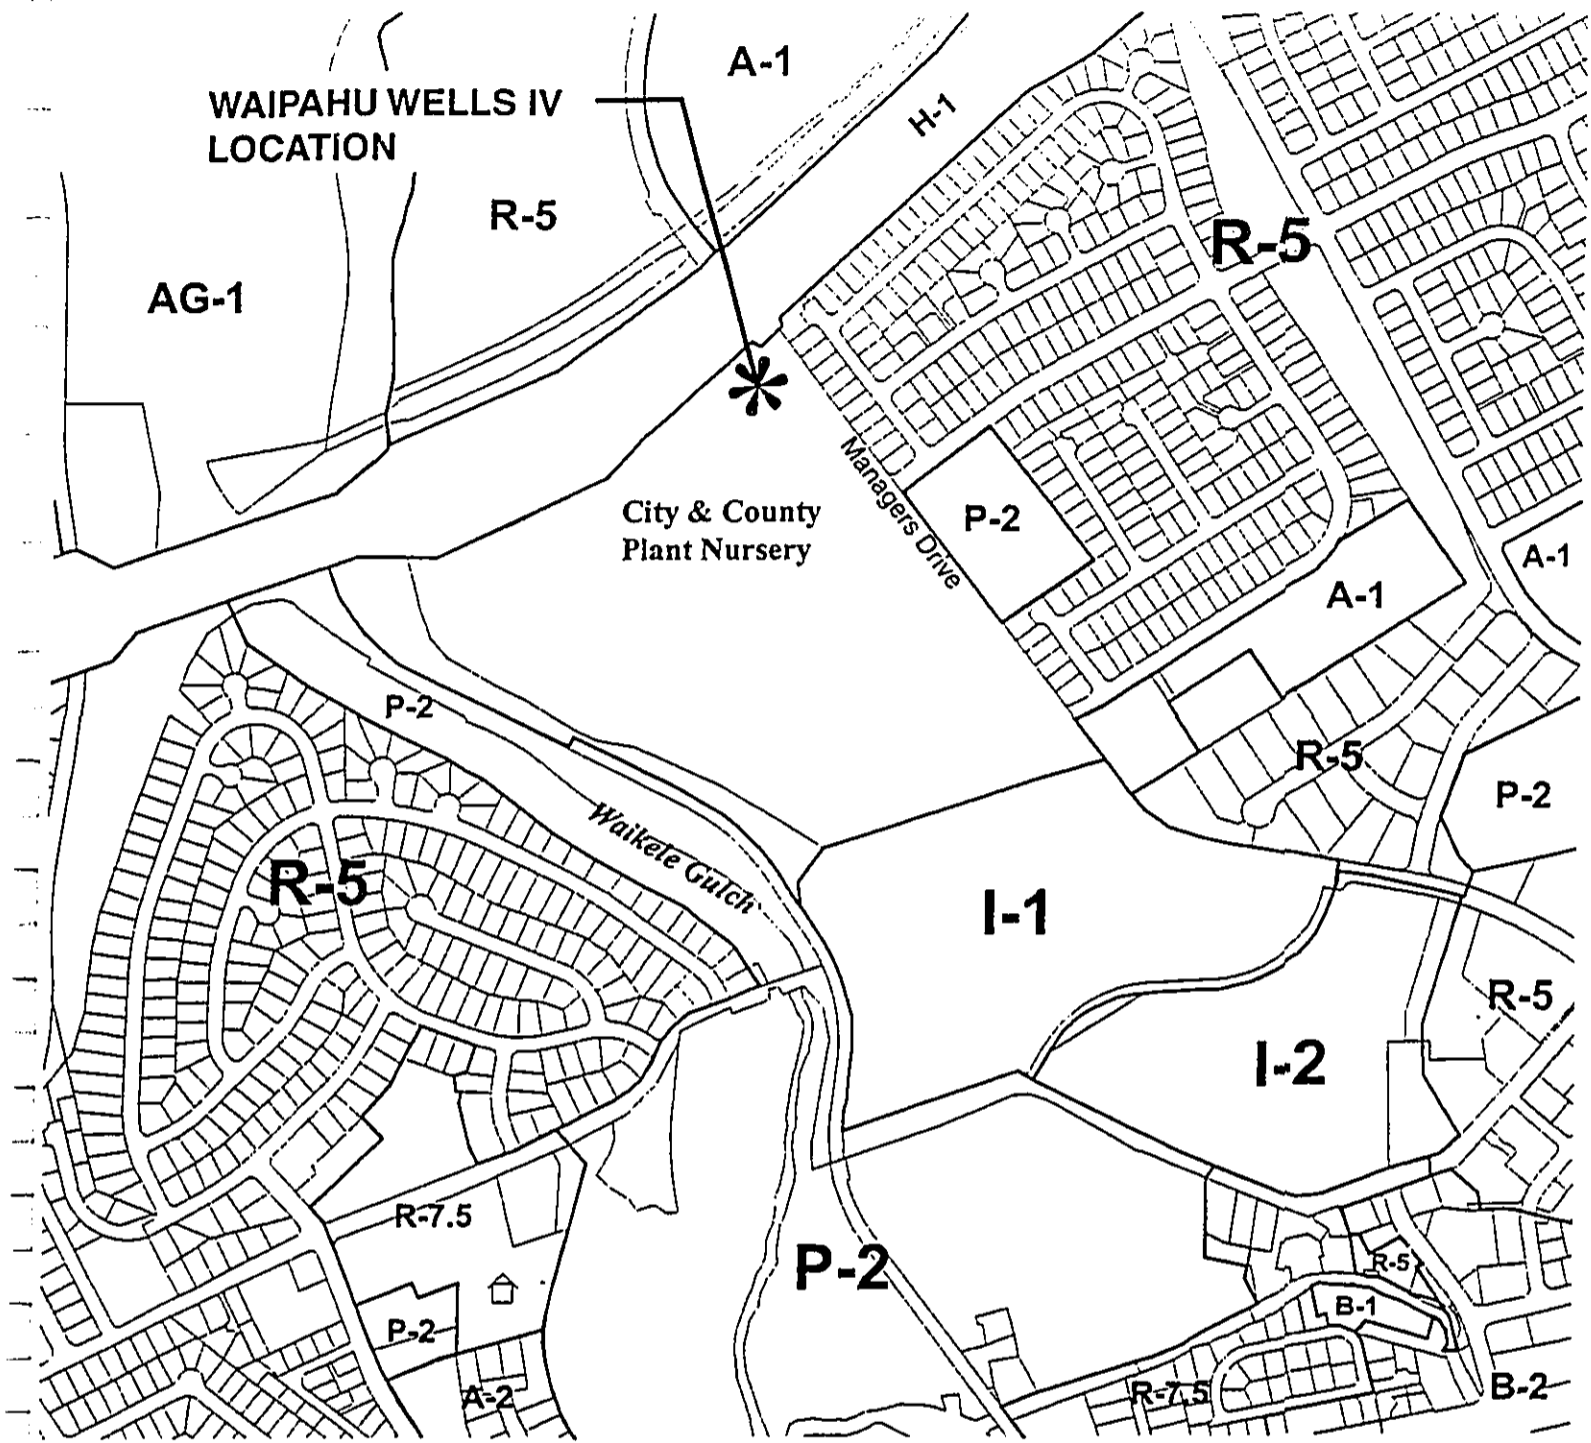 A-1
WAIPAHU WELLS IV
LOCATION
H-1
R-5
R-5
AG-1
Managers Drive
City & County
Plant Nursery
P-2
A-1
A-1
P-2
R-5
P-2
Waikele Gulch
R-5
I-1
R-5
I-2
R-7.5
P-2
R-5
B-1
P-2
A-2
R-7.5
B-2